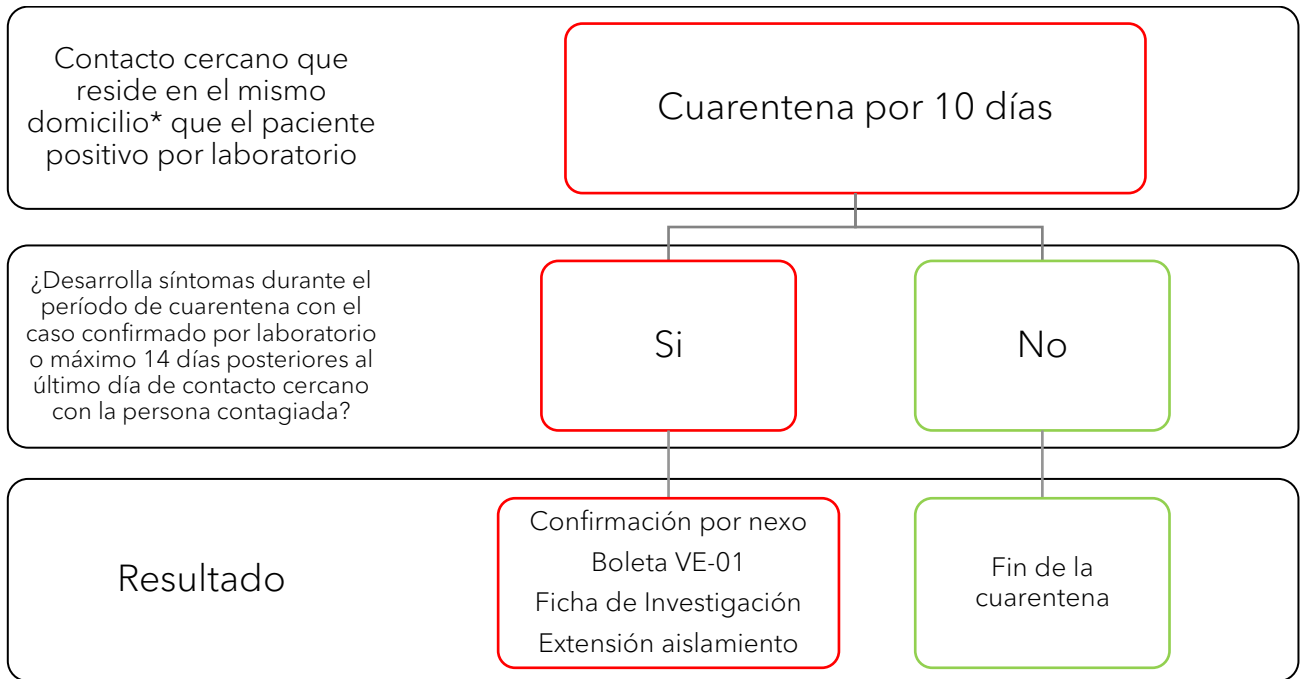 Contacto cercano que
reside en el mismo
domicilio* que el paciente
positivo por laboratorio
Cuarentena por 10 días
¿Desarrolla síntomas durante el
período de cuarentena con el
caso confirmado por laboratorio
o máximo 14 días posteriores al
último día de contacto cercano
con la persona contagiada?
Si
No
Resultado
Confirmación por nexo
Boleta VE-01
Ficha de Investigación
Extensión aislamiento
Fin de la
cuarentena